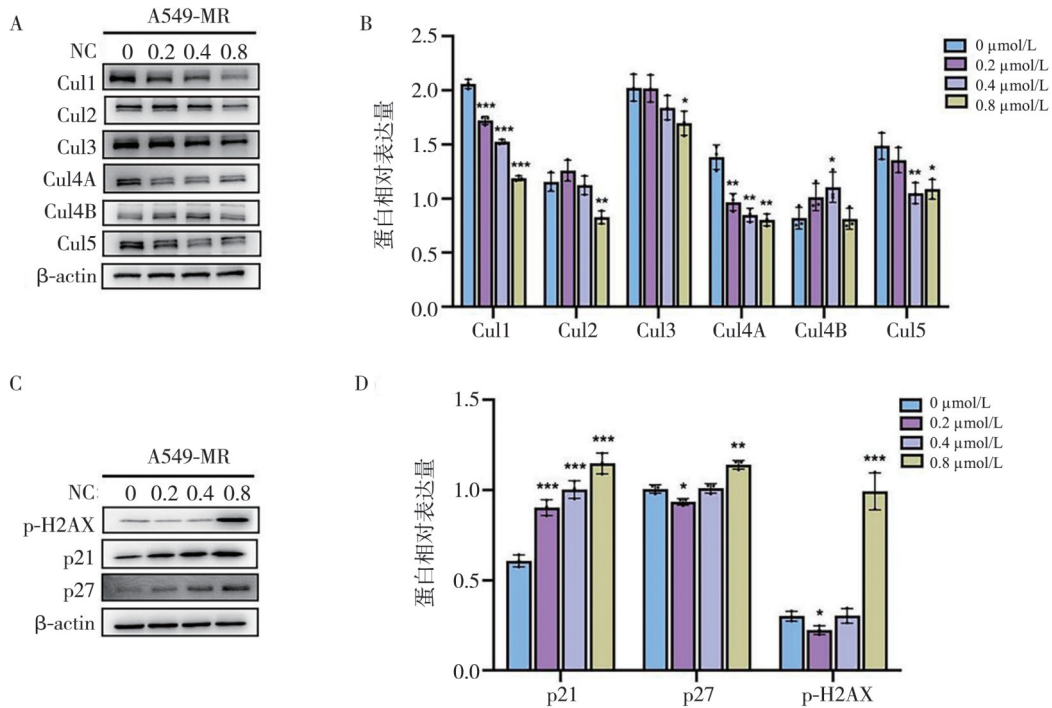 A
A549-MR
NC 0 0.2 0.4 0.8
Cul1
Cul2
Cul3
Cul4A
Cul4B
Cul5
β-actin
B
蛋白相对表达量
2.5
2.0
1.5
1.0
0.5
0.0
*** *** ***
**
*
** ** **
*
** *
Cul1 Cul2 Cul3 Cul4A Cul4B Cul5
0 μmol/L
0.2 μmol/L
0.4 μmol/L
0.8 μmol/L
C
A549-MR
NC: 0 0.2 0.4 0.8
p-H2AX
p21
p27
β-actin
D
蛋白相对表达量
1.5
1.0
0.5
0.0
*** *** ***
* **
* ***
p21 p27 p-H2AX
0 μmol/L
0.2 μmol/L
0.4 μmol/L
0.8 μmol/L